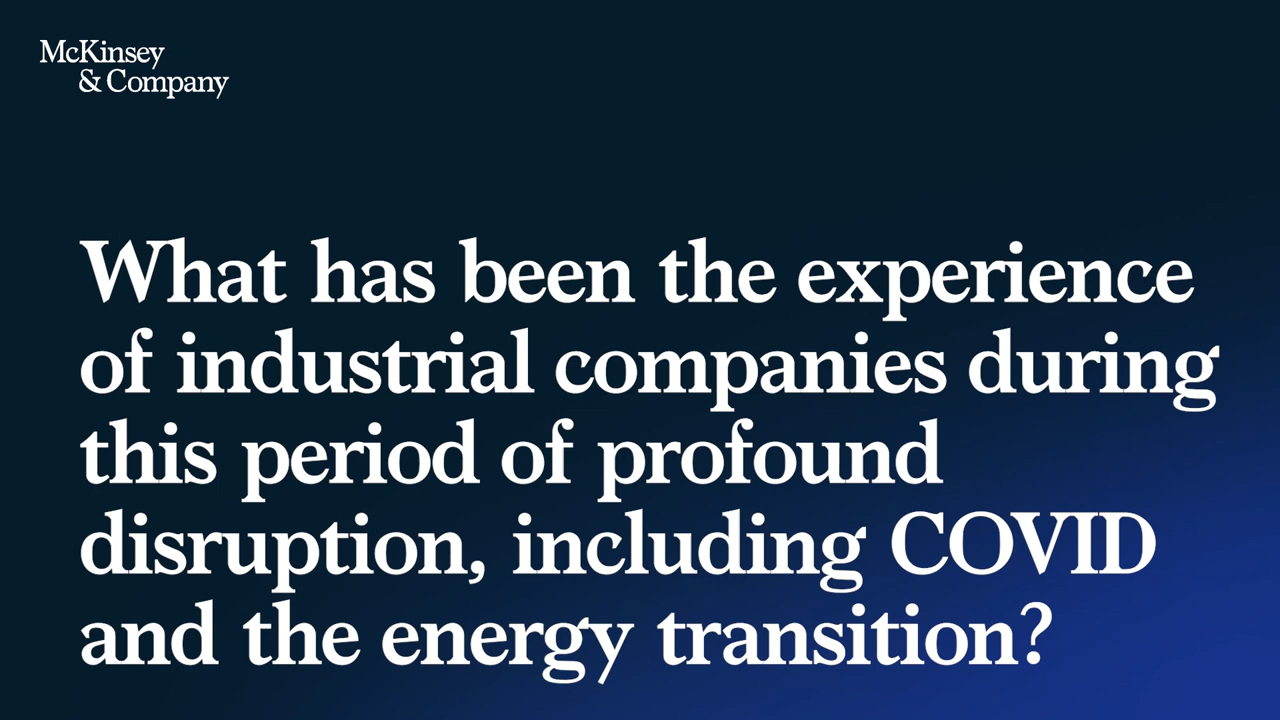 McKinsey
& Company
What has been the experience
of industrial companies during
this period of profound
disruption, including COVID
and the energy transition?